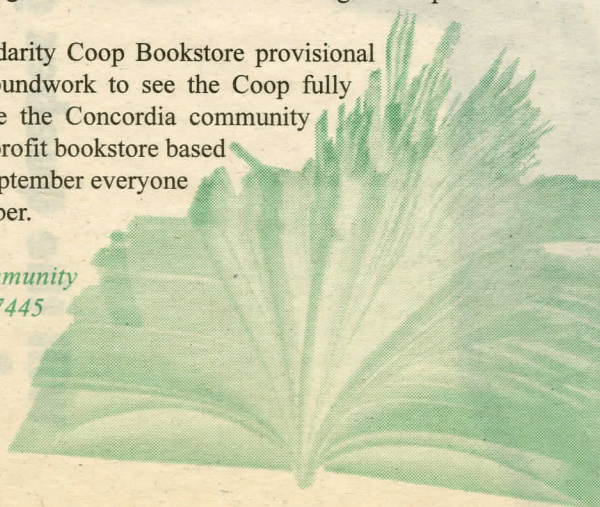 darity Coop Bookstore provisional
oundwork to see the Coop fully
e the Concordia community
profit bookstore based
ptember everyone
ber.
mmunity
7445